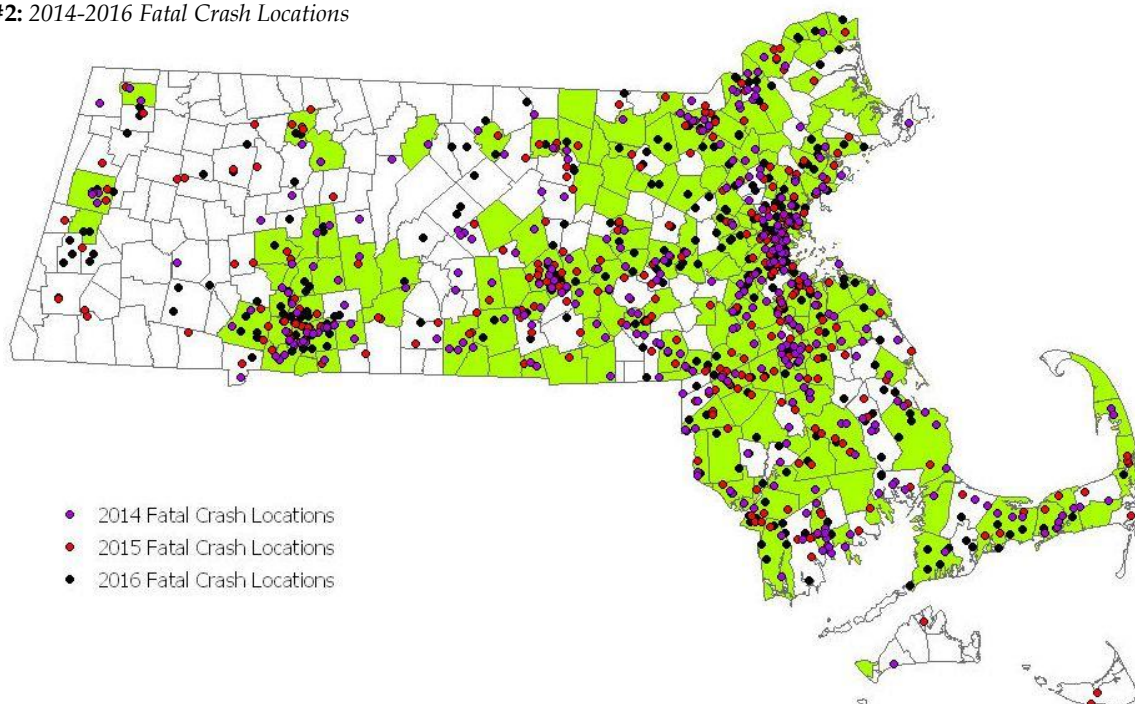 #2: 2014-2016 Fatal Crash Locations
2014 Fatal Crash Locations
2015 Fatal Crash Locations
2016 Fatal Crash Locations